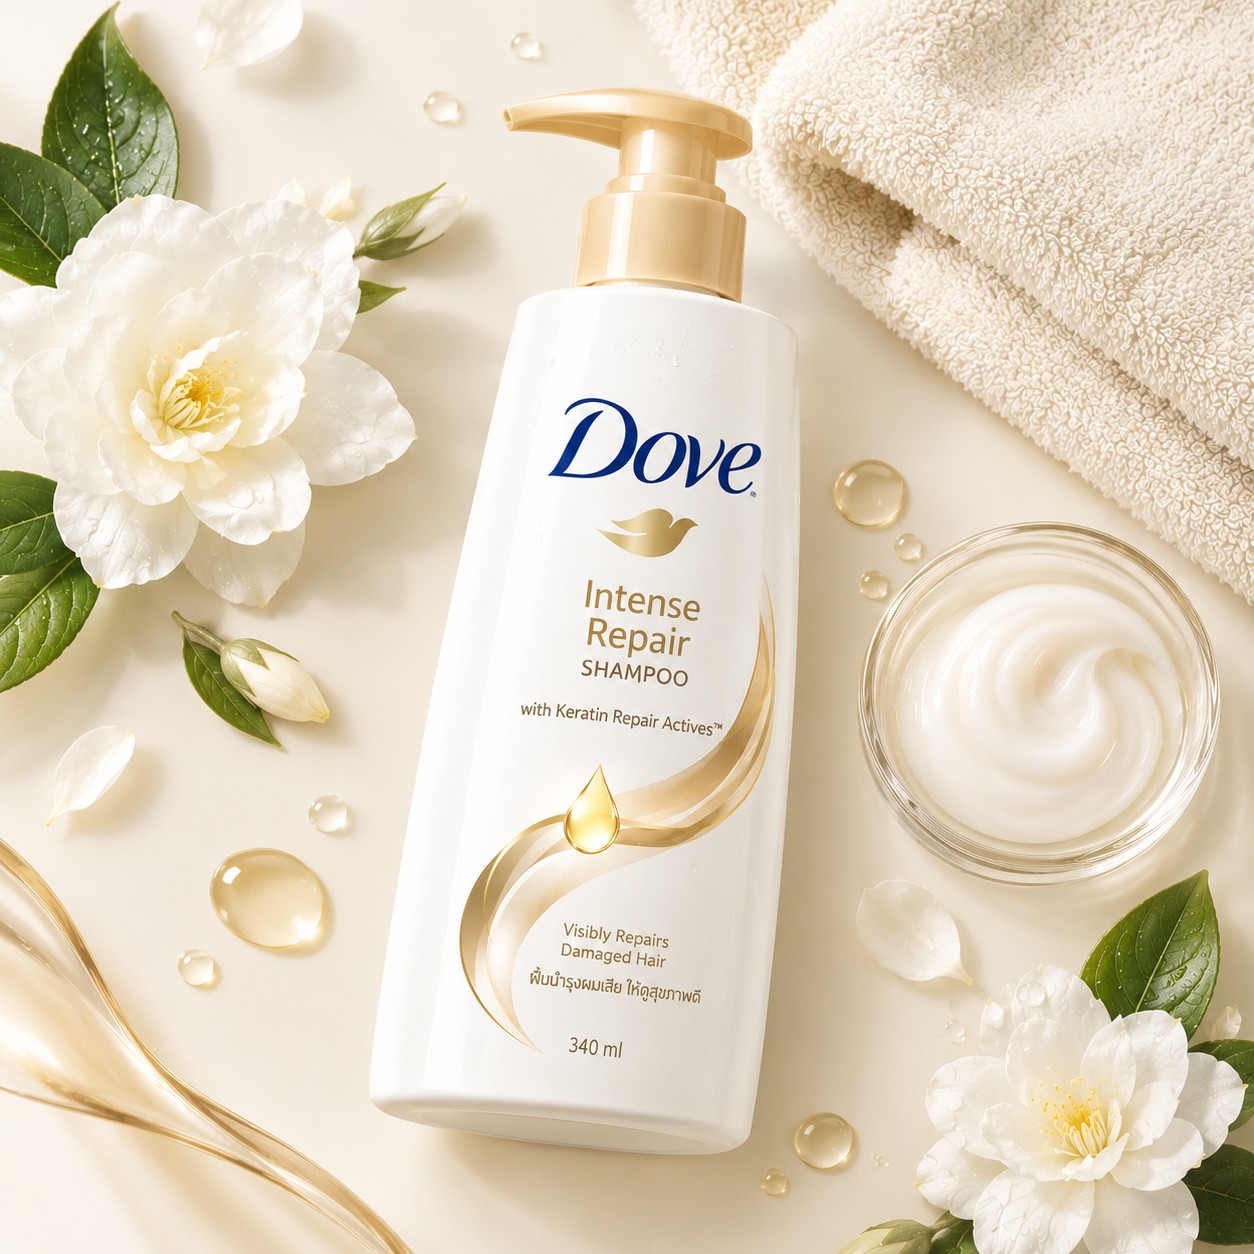 Dove
Intense
Repair
SHAMPOO
with Keratin Repair Actives™
Visibly Repairs
Damaged Hair
ฟื้นบำรุงผมเสีย ให้ดูสุขภาพดี
340 ml